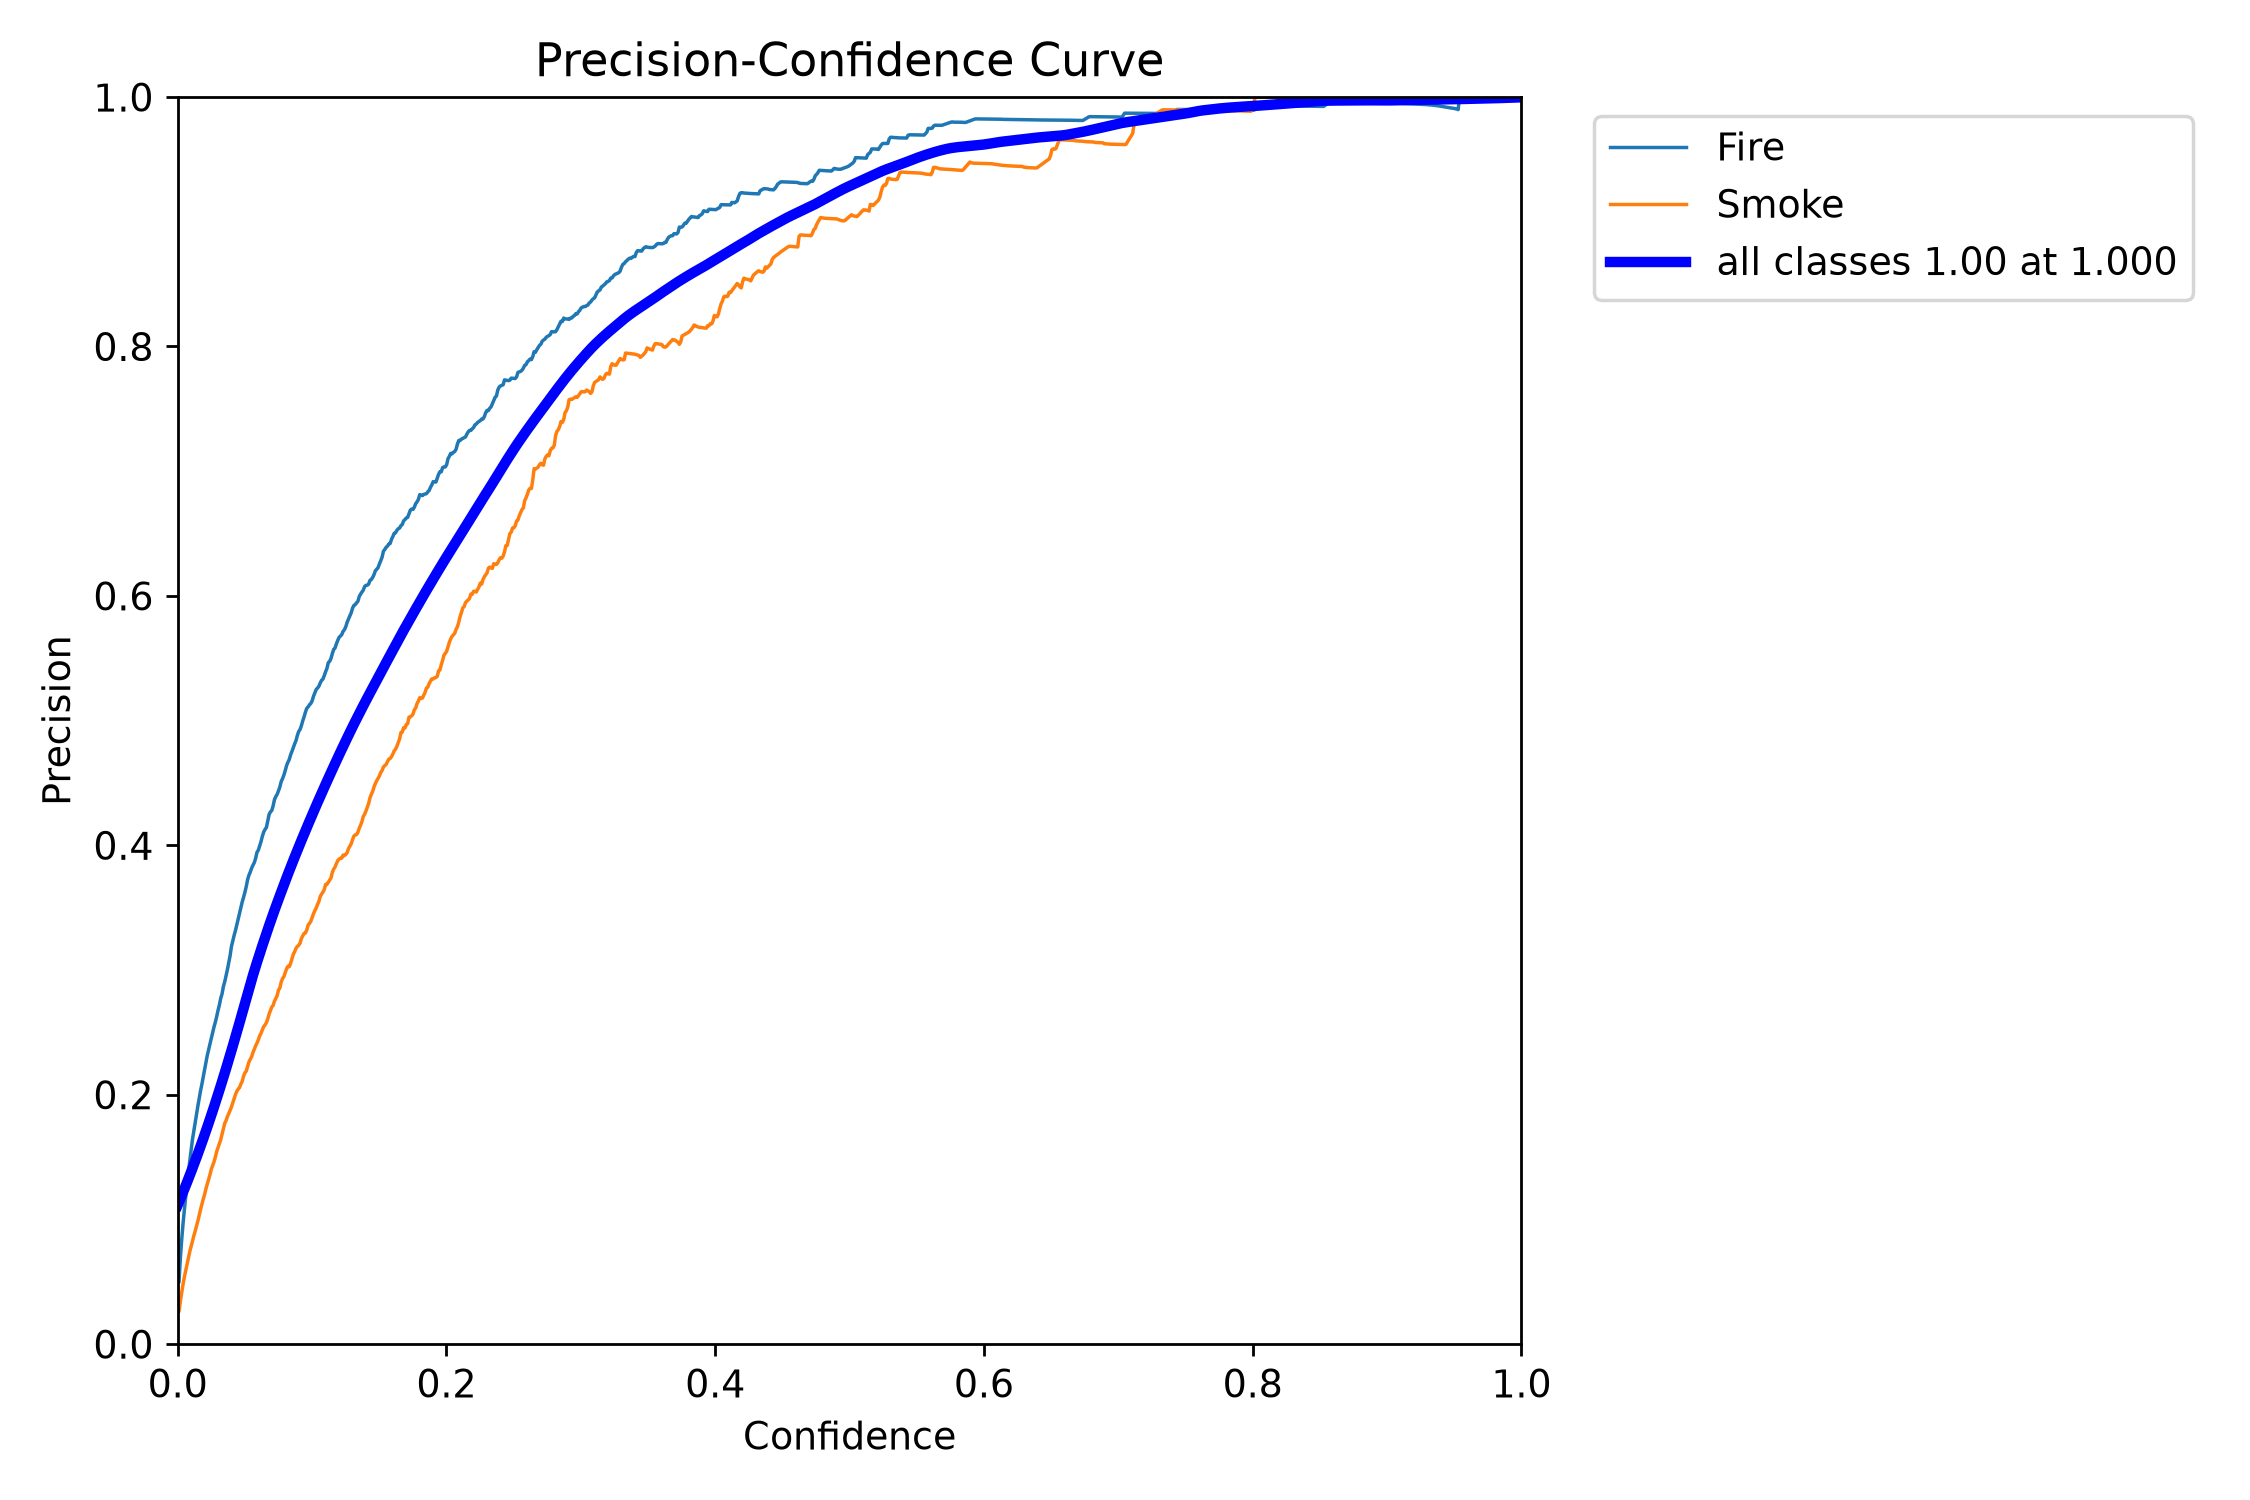 Precision-Confidence Curve
1.0
0.8
0.6
0.4
0.2
0.0
Precision
0.0 0.2 0.4 0.6 0.8 1.0
Confidence
Fire
Smoke
all classes 1.00 at 1.000